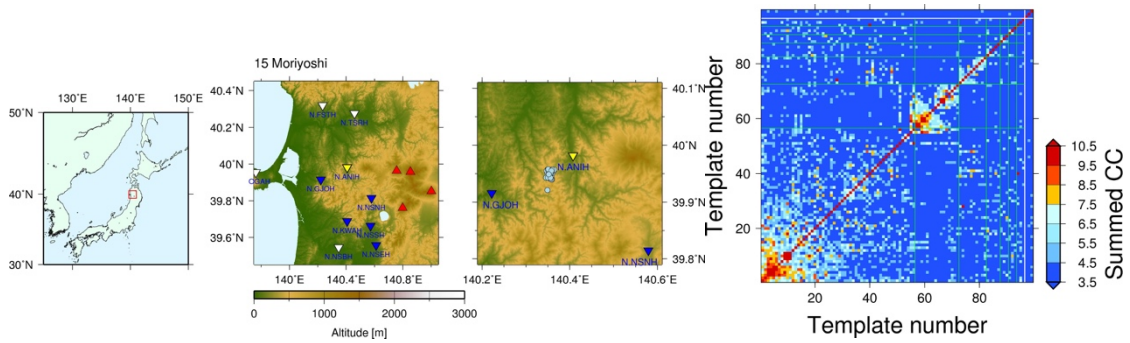 15 Moriyoshi
130˚E
140˚E
150˚E
50˚N
40˚N
30˚N
40.4˚N
40.2˚N
40˚N
39.8˚N
39.6˚N
140˚E
140.4˚E
140.8˚E
N.FSTH
N.TSRH
N.ANIH
N.GJOH
N.NSNH
N.KWAH
N.NSSH
N.NSBH
N.NSEH
0
1000
2000
3000
Altitude [m]
40.1˚N
40˚N
39.9˚N
39.8˚N
140.2˚E
140.4˚E
140.6˚E
N.ANIH
N.GJOH
N.NSNH
Template number
80
60
40
20
20
40
60
80
Template number
10.5
9.5
8.5
7.5
6.5
5.5
4.5
3.5
Summed CC